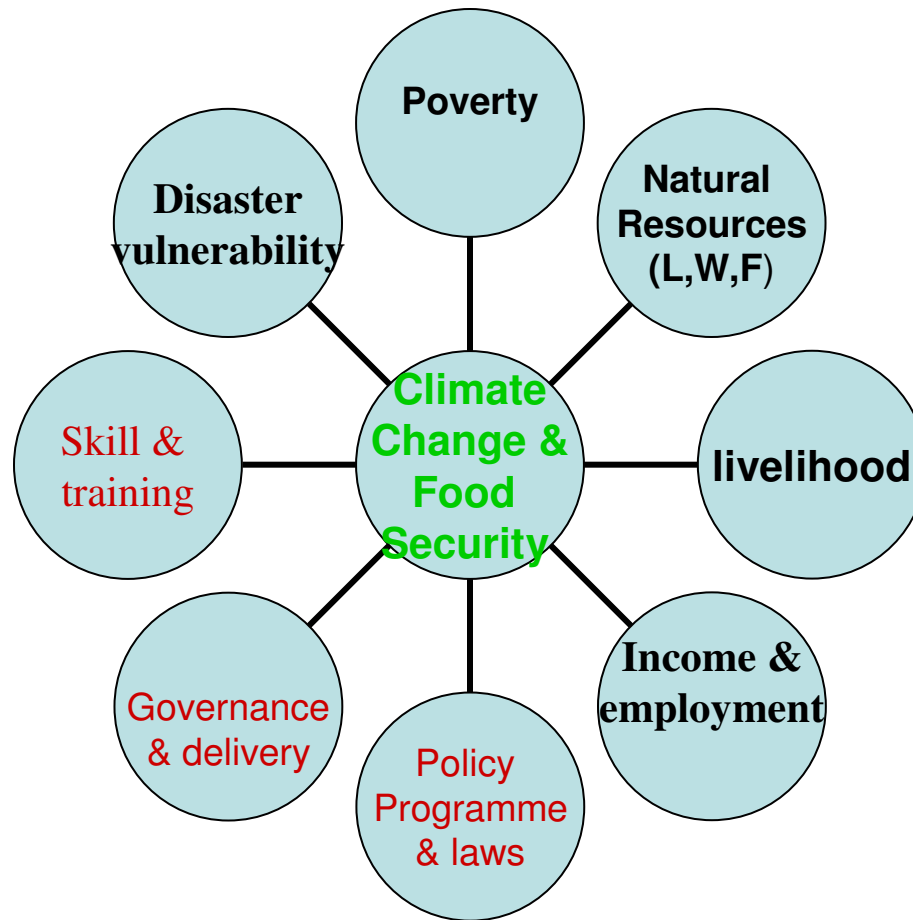 Poverty
Natural
Resources
(L,W,F)
livelihood
Income &
employment
Policy
Programme
& laws
Governance
& delivery
Skill &
training
Disaster
vulnerability
Climate
Change &
Food
Security